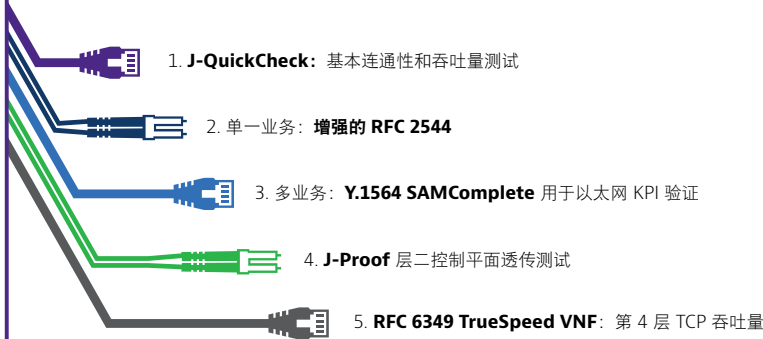 1. J-QuickCheck：基本连通性和吞吐量测试
2. 单一业务：增强的 RFC 2544
3. 多业务：Y.1564 SAMComplete 用于以太网 KPI 验证
4. J-Proof 层二控制平面透传测试
5. RFC 6349 TrueSpeed VNF：第 4 层 TCP 吞吐量